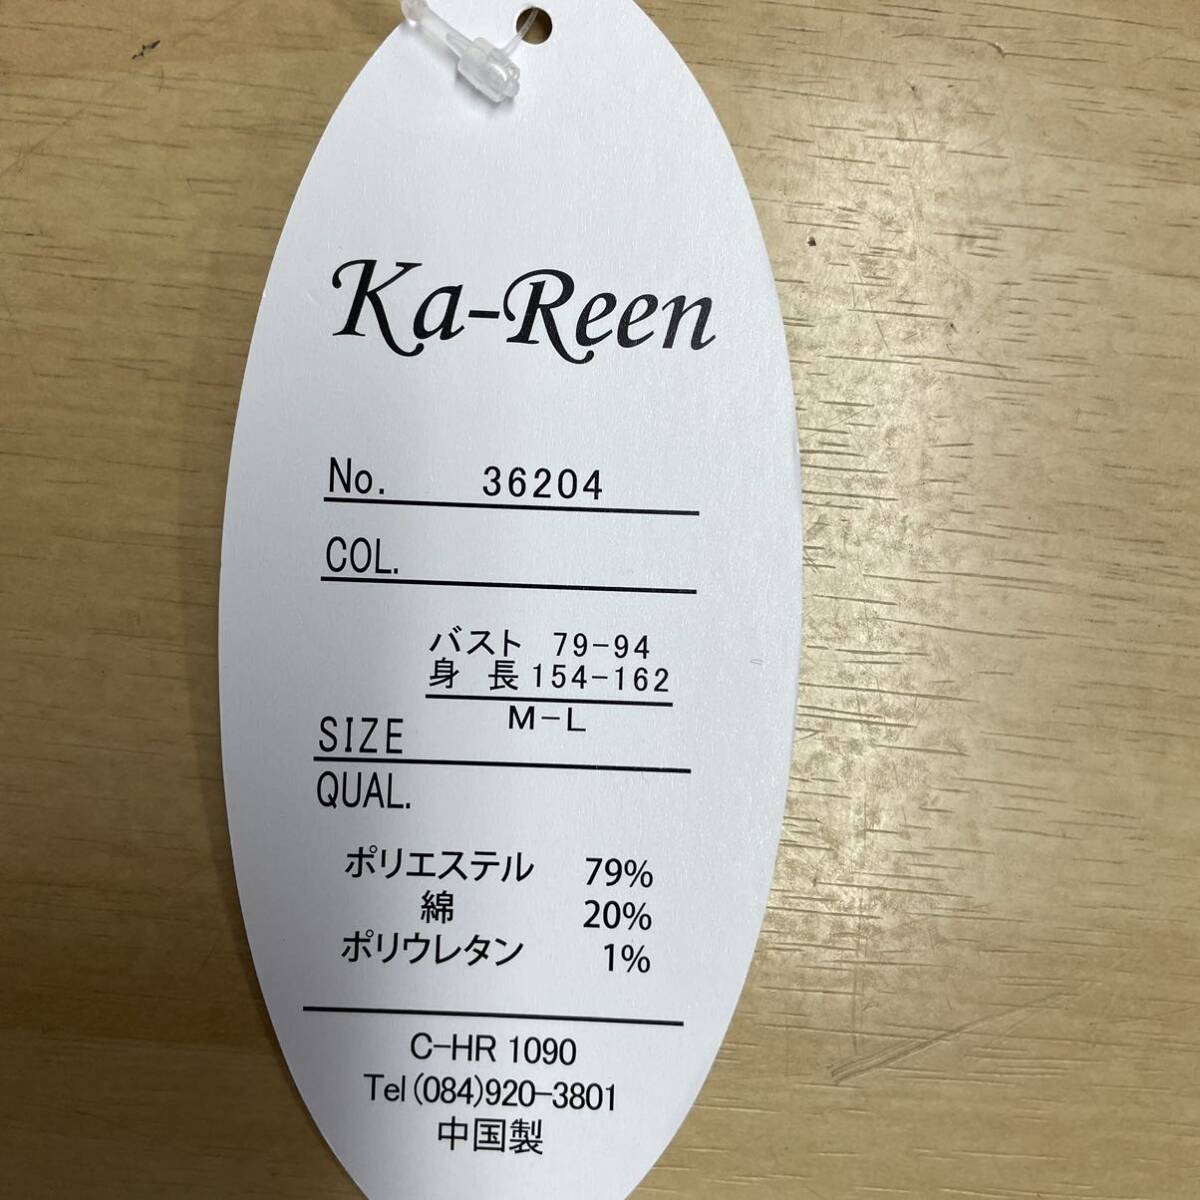 Ka-Reen
No. 36204
COL.
バスト 79-94
身 長 154-162
M-L
SIZE
QUAL.
ポリエステル 79%
綿 20%
ポリウレタン 1%
C-HR 1090
Tel (084)920-3801
中国製